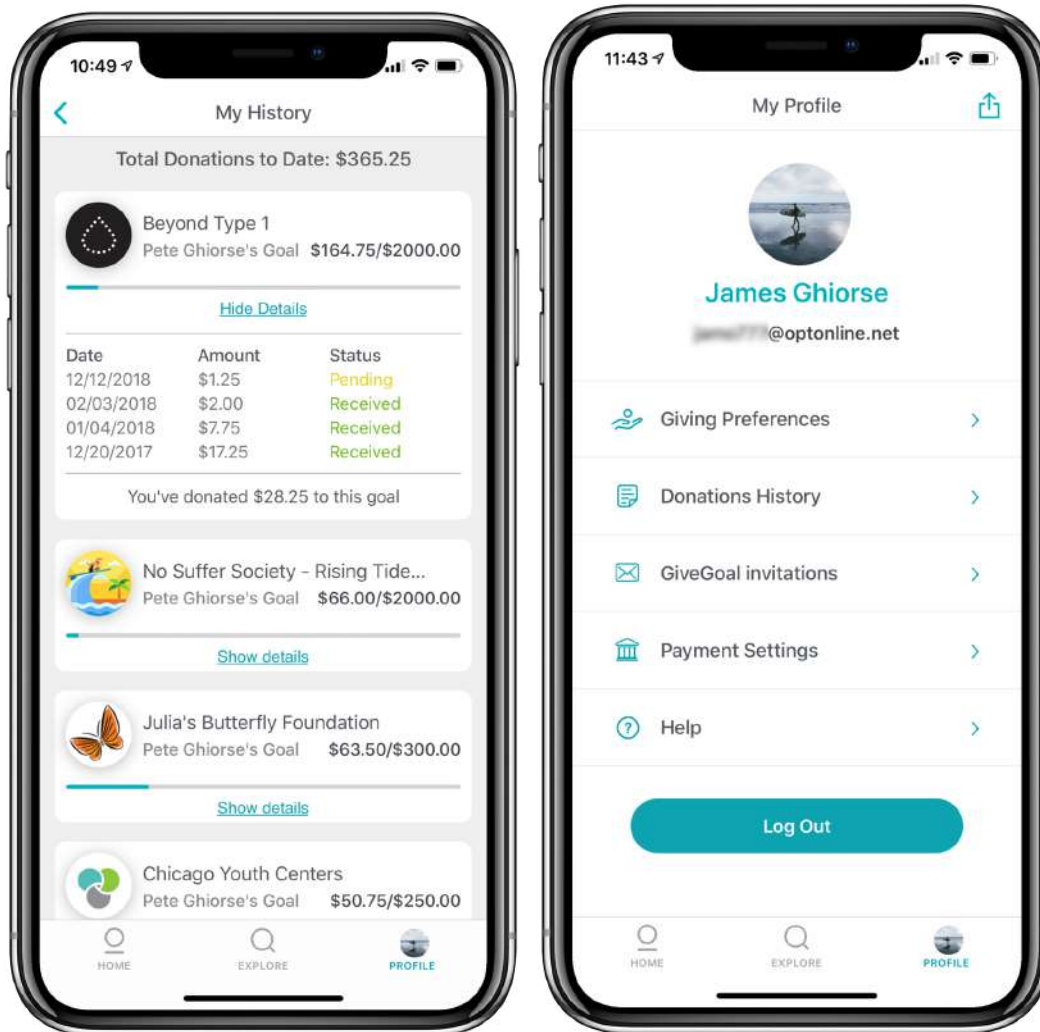 10:49
My History
Total Donations to Date: $365.25
Beyond Type 1
Pete Ghiorse's Goal $164.75/$2000.00
Hide Details
Date Amount Status
12/12/2018 $1.25 Pending
02/03/2018 $2.00 Received
01/04/2018 $7.75 Received
12/20/2017 $17.25 Received
You've donated $28.25 to this goal
No Suffer Society - Rising Tide...
Pete Ghiorse's Goal $66.00/$2000.00
Show details
Julia's Butterfly Foundation
Pete Ghiorse's Goal $63.50/$300.00
Show details
Chicago Youth Centers
Pete Ghiorse's Goal $50.75/$250.00
HOME EXPLORE PROFILE
11:43
My Profile
James Ghiorse
@optonline.net
Giving Preferences
Donations History
GiveGoal invitations
Payment Settings
? Help
Log Out
HOME EXPLORE PROFILE